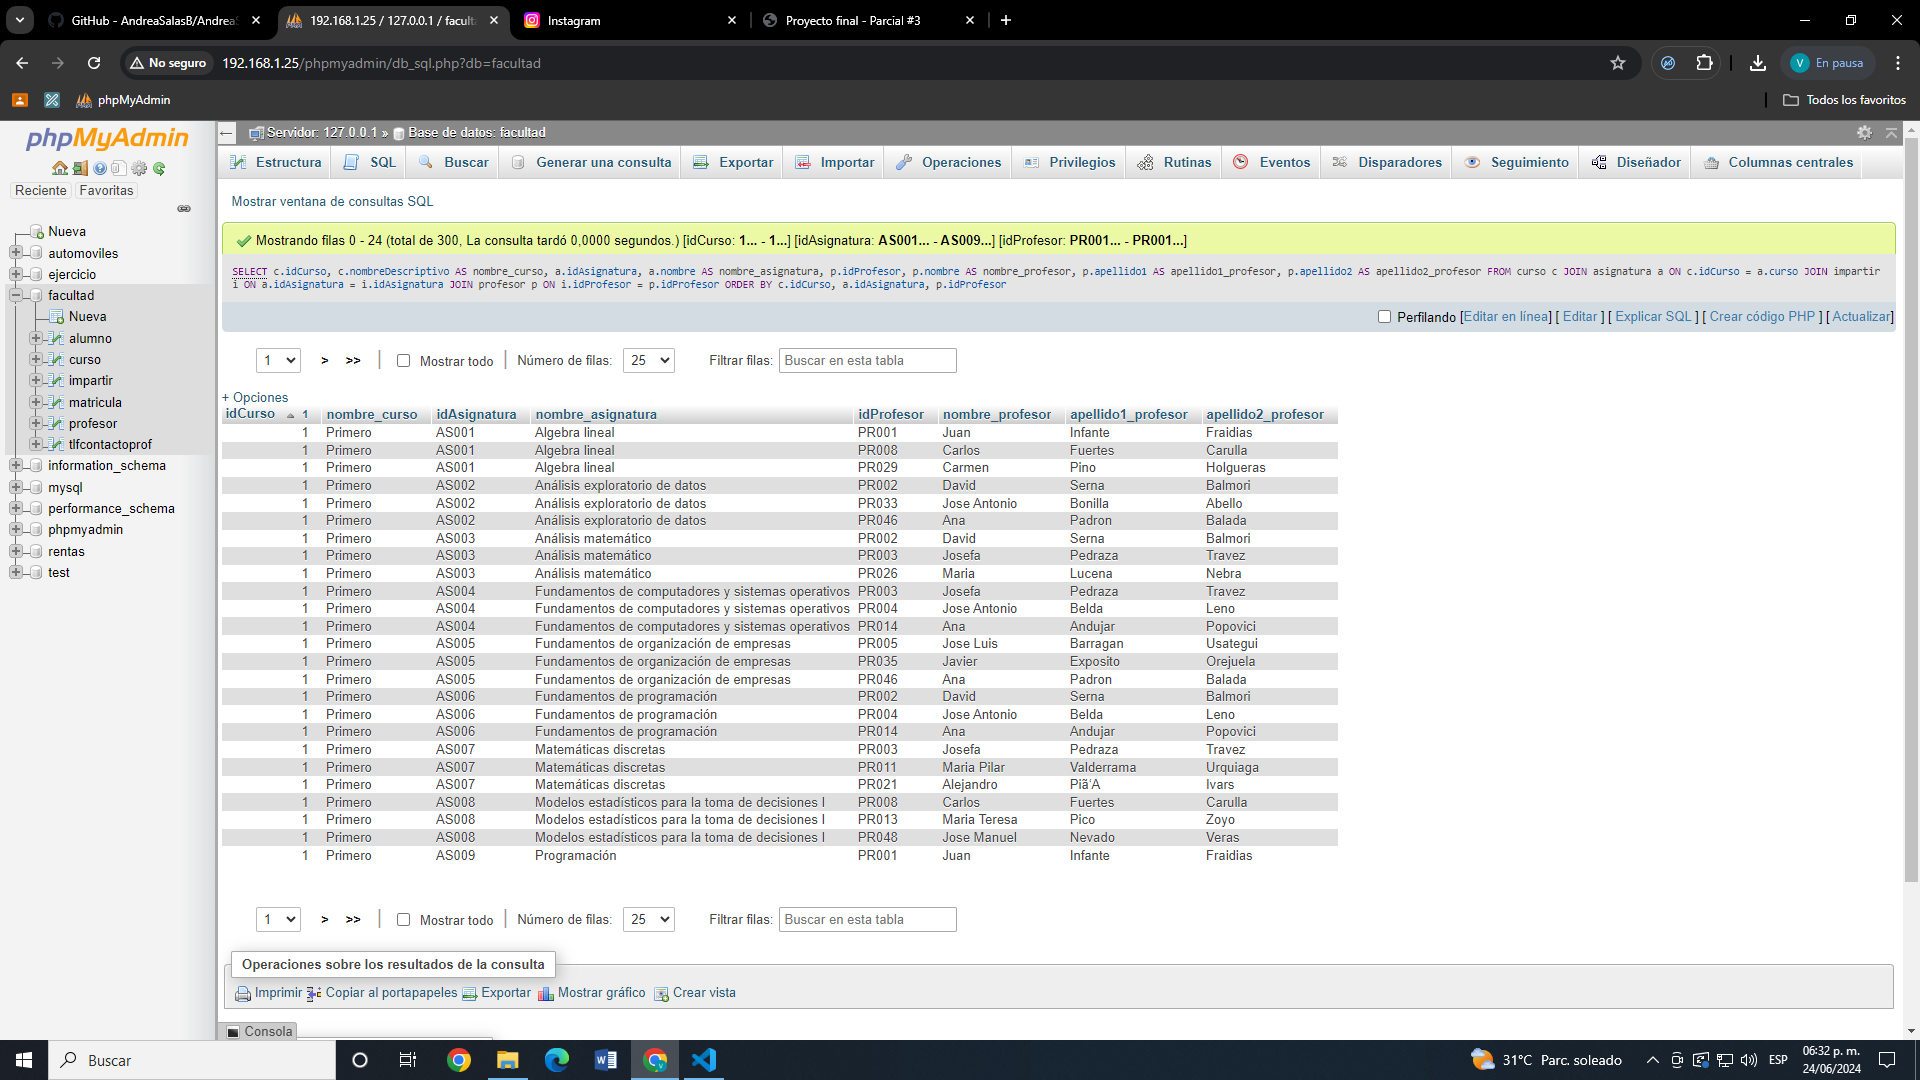 GitHub - AndreaSalasB/Andrea
192.168.1.25 / 127.0.0.1 / facult
Instagram
Proyecto final - Parcial #3
No seguro
192.168.1.25/phpmyadmin/db_sql.php?db=facultad
V En pausa
phpMyAdmin
Todos los favoritos
phpMyAdmin
Reciente Favoritas
Nueva
automoviles
ejercicio
facultad
Nueva
alumno
curso
impartir
matricula
profesor
tlfcontactoprof
information_schema
mysql
performance_schema
phpmyadmin
rentas
test
Servidor: 127.0.0.1 » Base de datos: facultad
Estructura SQL Buscar Generar una consulta Exportar Importar Operaciones Privilegios Rutinas Eventos Disparadores Seguimiento Diseñador Columnas centrales
Mostrar ventana de consultas SQL
Mostrando filas 0 - 24 (total de 300, La consulta tardó 0,0000 segundos.) [idCurso: 1... - 1...] [idAsignatura: AS001... - AS009...] [idProfesor: PR001... - PR001...]
SELECT c.idCurso, c.nombreDescriptivo AS nombre_curso, a.idAsignatura, a.nombre AS nombre_asignatura, p.idProfesor, p.nombre AS nombre_profesor, p.apellido1 AS apellido1_profesor, p.apellido2 AS apellido2_profesor FROM curso c JOIN asignatura a ON c.idCurso = a.curso JOIN impartir
i ON a.idAsignatura = i.idAsignatura JOIN profesor p ON i.idProfesor = p.idProfesor ORDER BY c.idCurso, a.idAsignatura, p.idProfesor
Perfilando [Editar en línea] [ Editar ] [ Explicar SQL ] [ Crear código PHP ] [ Actualizar]
1 > >> | Mostrar todo | Número de filas: 25 Filtrar filas: Buscar en esta tabla
+ Opciones
idCurso 1 nombre_curso idAsignatura nombre_asignatura idProfesor nombre_profesor apellido1_profesor apellido2_profesor
1 Primero AS001 Algebra lineal PR001 Juan Infante Fraidias
1 Primero AS001 Algebra lineal PR008 Carlos Fuertes Carulla
1 Primero AS001 Algebra lineal PR029 Carmen Pino Holgueras
1 Primero AS002 Análisis exploratorio de datos PR002 David Serna Balmori
1 Primero AS002 Análisis exploratorio de datos PR033 Jose Antonio Bonilla Abello
1 Primero AS002 Análisis exploratorio de datos PR046 Ana Padron Balada
1 Primero AS003 Análisis matemático PR002 David Serna Balmori
1 Primero AS003 Análisis matemático PR003 Josefa Pedraza Travez
1 Primero AS003 Análisis matemático PR026 Maria Lucena Nebra
1 Primero AS004 Fundamentos de computadores y sistemas operativos PR003 Josefa Pedraza Travez
1 Primero AS004 Fundamentos de computadores y sistemas operativos PR004 Jose Antonio Belda Leno
1 Primero AS004 Fundamentos de computadores y sistemas operativos PR014 Ana Andujar Popovici
1 Primero AS005 Fundamentos de organización de empresas PR005 Jose Luis Barragan Usategui
1 Primero AS005 Fundamentos de organización de empresas PR035 Javier Exposito Orejuela
1 Primero AS005 Fundamentos de organización de empresas PR046 Ana Padron Balada
1 Primero AS006 Fundamentos de programación PR002 David Serna Balmori
1 Primero AS006 Fundamentos de programación PR004 Jose Antonio Belda Leno
1 Primero AS006 Fundamentos de programación PR014 Ana Andujar Popovici
1 Primero AS007 Matemáticas discretas PR003 Josefa Pedraza Travez
1 Primero AS007 Matemáticas discretas PR011 Maria Pilar Valderrama Urquiaga
1 Primero AS007 Matemáticas discretas PR021 Alejandro Piã‘A Ivars
1 Primero AS008 Modelos estadísticos para la toma de decisiones I PR008 Carlos Fuertes Carulla
1 Primero AS008 Modelos estadísticos para la toma de decisiones I PR013 Maria Teresa Pico Zoyo
1 Primero AS008 Modelos estadísticos para la toma de decisiones I PR048 Jose Manuel Nevado Veras
1 Primero AS009 Programación PR001 Juan Infante Fraidias
1 > >> | Mostrar todo | Número de filas: 25 Filtrar filas: Buscar en esta tabla
Operaciones sobre los resultados de la consulta
Imprimir Copiar al portapapeles Exportar Mostrar gráfico Crear vista
Consola
Buscar
31°C Parc. soleado
ESP
06:32 p. m.
24/06/2024